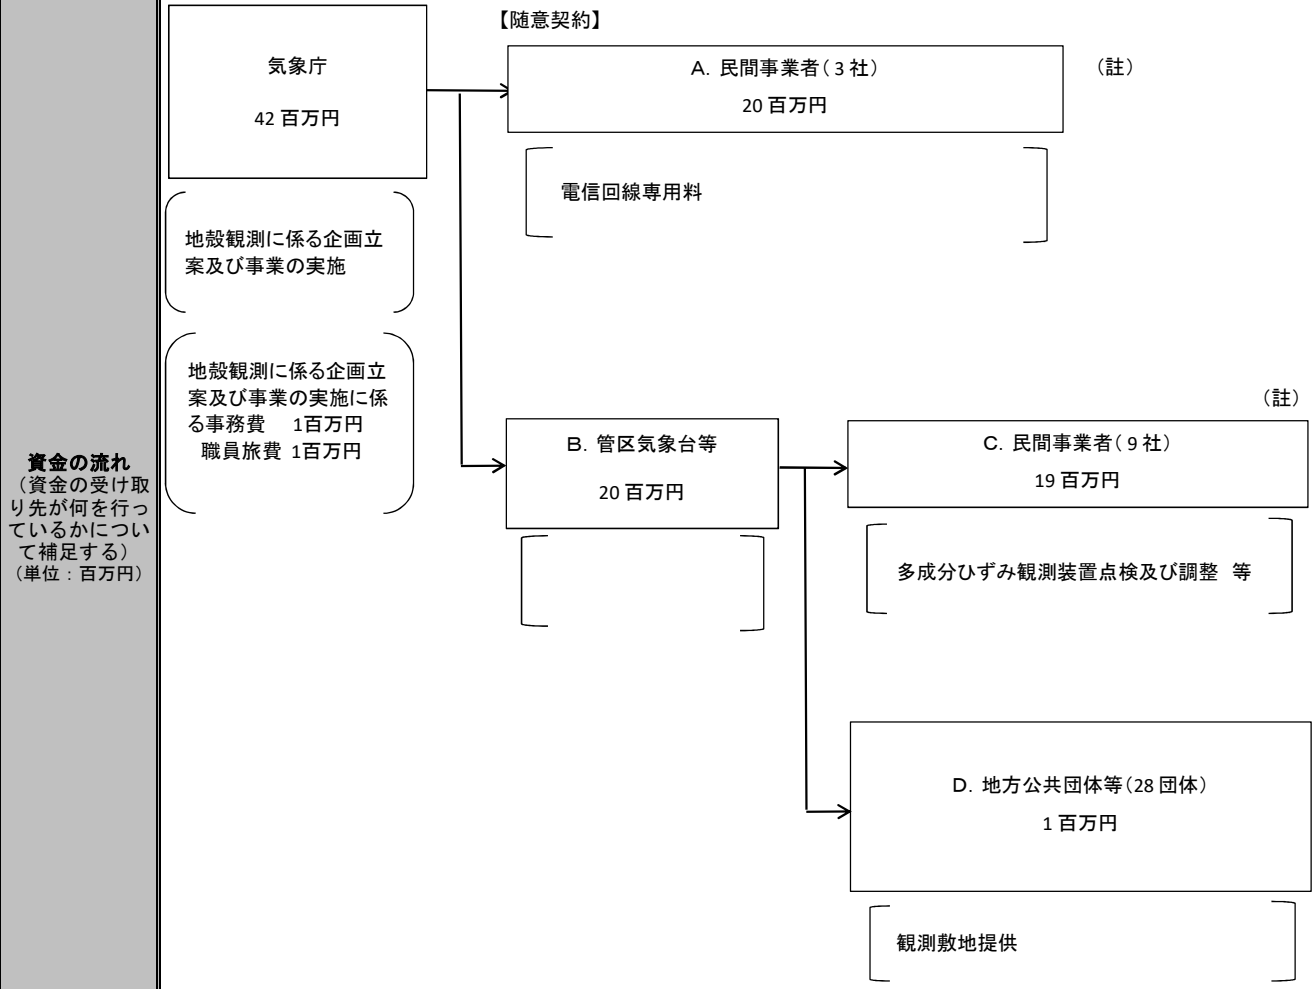 資金の流れ
（資金の受け取
り先が何を行っ
ているかについ
て補足する）
（単位：百万円）
気象庁
42 百万円
地殻観測に係る企画立
案及び事業の実施
地殻観測に係る企画立
案及び事業の実施に係
る事務費　1百万円
職員旅費 1百万円
【随意契約】
A. 民間事業者（3 社）
20 百万円
（註）
電信回線専用料
B. 管区気象台等
20 百万円
（註）
C. 民間事業者（9 社）
19 百万円
多成分ひずみ観測装置点検及び調整　等
D. 地方公共団体等（28 団体）
1 百万円
観測敷地提供